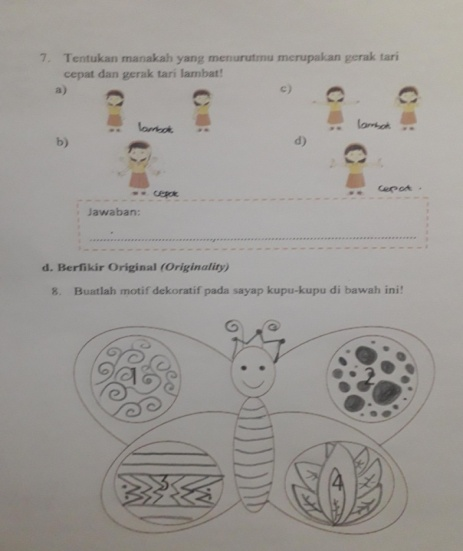 7. Tentukan manakah yang menurutmu merupakan gerak tari
cepat dan gerak tari lambat!
a)
c)
lambat
lambat
b)
d)
cepat
cepat.
Jawaban:
d. Berfikir Original (Originality)
8. Buatlah motif dekoratif pada sayap kupu-kupu di bawah ini!
1
2
3
4